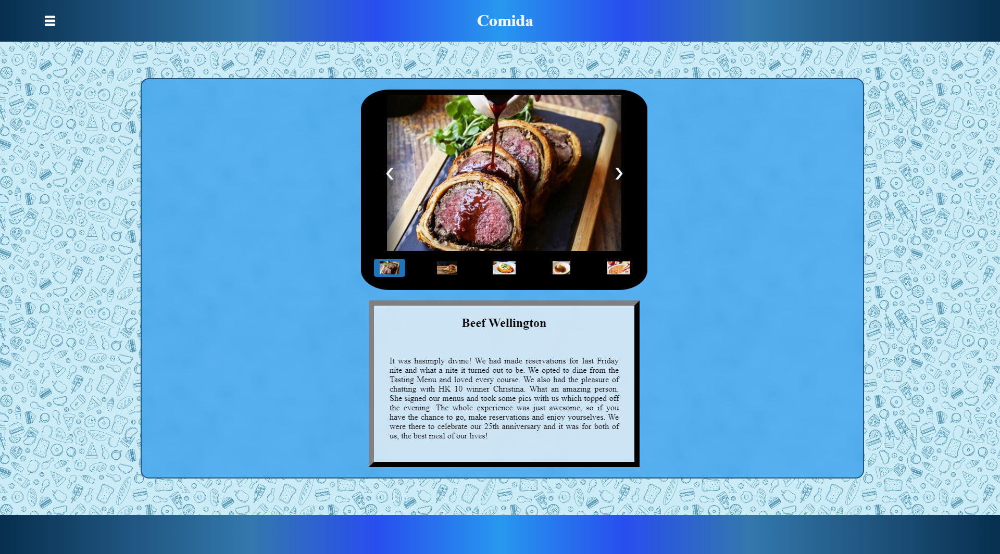 Comida
Beef Wellington
It was hasimply divine! We had made reservations for last Friday
nite and what a nite it turned out to be. We opted to dine from the
Tasting Menu and loved every course. We also had the pleasure of
chatting with HK 10 winner Christina. What an amazing person.
She signed our menus and took some pics with us which topped off
the evening. The whole experience was just awesome, so if you
have the chance to go, make reservations and enjoy yourselves. We
were there to celebrate our 25th anniversary and it was for both of
us, the best meal of our lives!